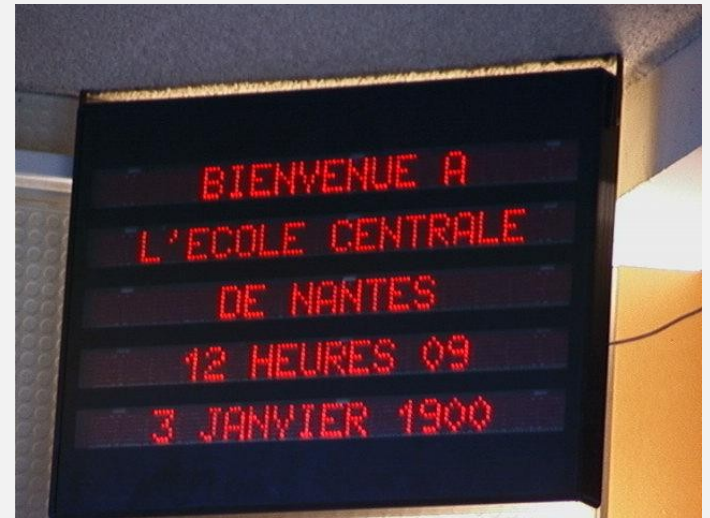 BIENVENUE A
L'ECOLE CENTRALE
DE NANTES
12 HEURES 09
3 JANVIER 1900